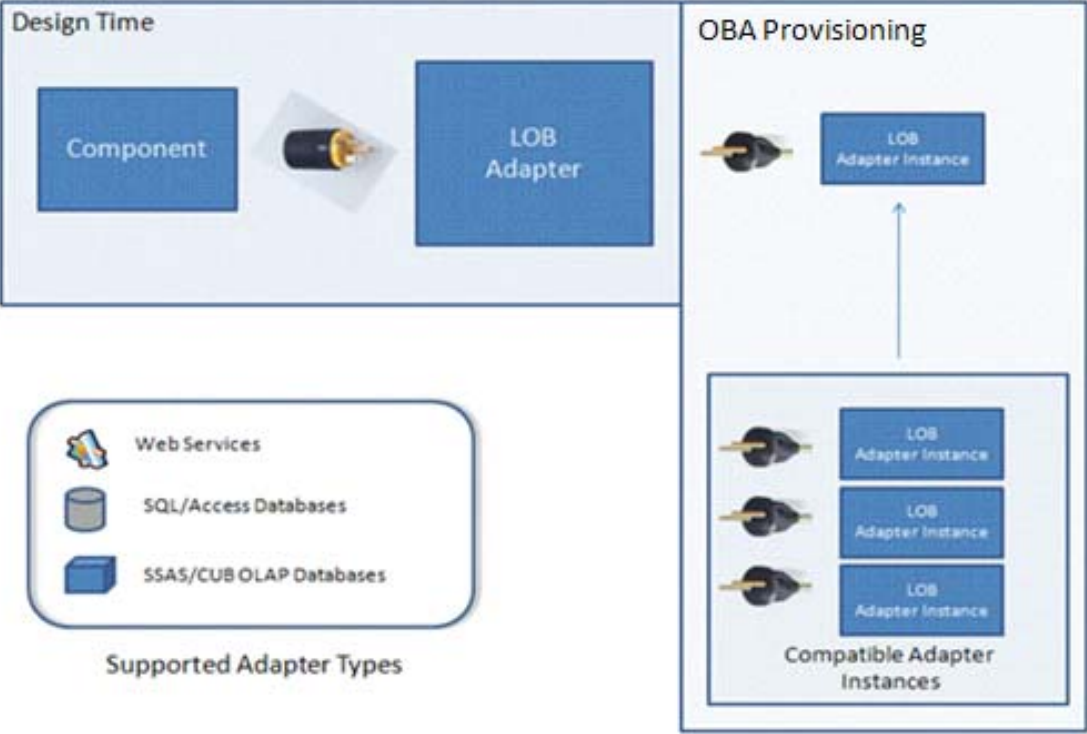 Design Time
Component
LOB
Adapter
OBA Provisioning
LOB
Adapter Instance
LOB
Adapter Instance
LOB
Adapter Instance
LOB
Adapter Instance
Compatible Adapter
Instances
Web Services
SQL/Access Databases
SSAS/CUB OLAP Databases
Supported Adapter Types